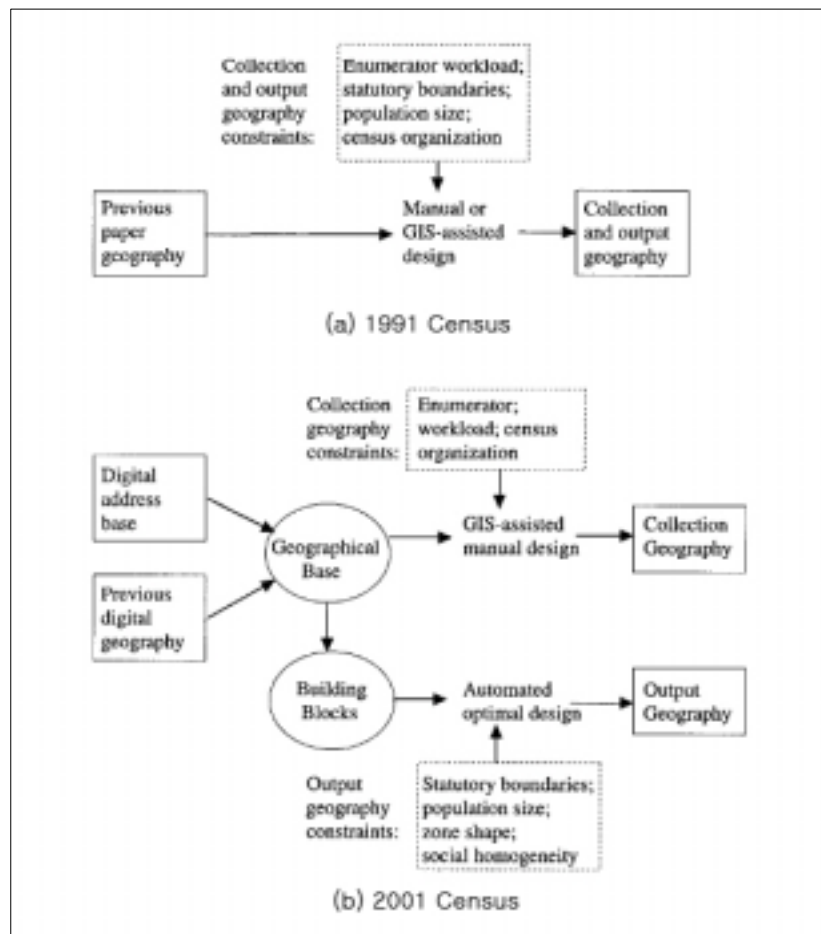 Collection
and output
geography
constraints:
Enumerator workload;
statutory boundaries;
population size;
census organization
Previous
paper
geography
Manual or
GIS-assisted
design
Collection
and output
geography
(a) 1991 Census
Collection
geography
constraints:
Enumerator;
workload; census
organization
Digital
address
base
Previous
digital
geography
Geographical
Base
GIS-assisted
manual design
Collection
Geography
Building
Blocks
Automated
optimal design
Output
Geography
Output
geography
constraints:
Statutory boundaries;
population size;
zone shape;
social homogeneity
(b) 2001 Census